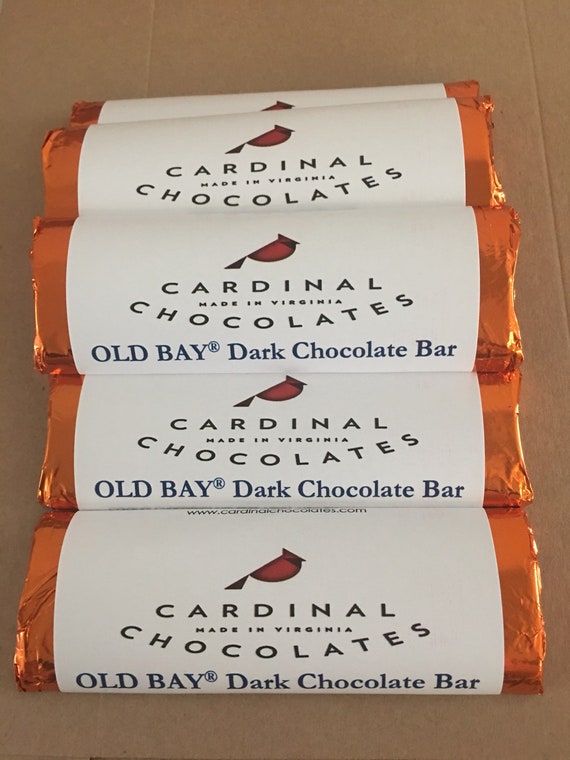 CARDINAL
MADE IN VIRGINIA
CHOCOLATES
CARDINAL
MADE IN VIRGINIA
CHOCOLATES
OLD BAY® Dark Chocolate Bar
CARDINAL
MADE IN VIRGINIA
CHOCOLATES
OLD BAY® Dark Chocolate Bar
www.cardinalchocolates.com
CARDINAL
MADE IN VIRGINIA
CHOCOLATES
OLD BAY® Dark Chocolate Bar